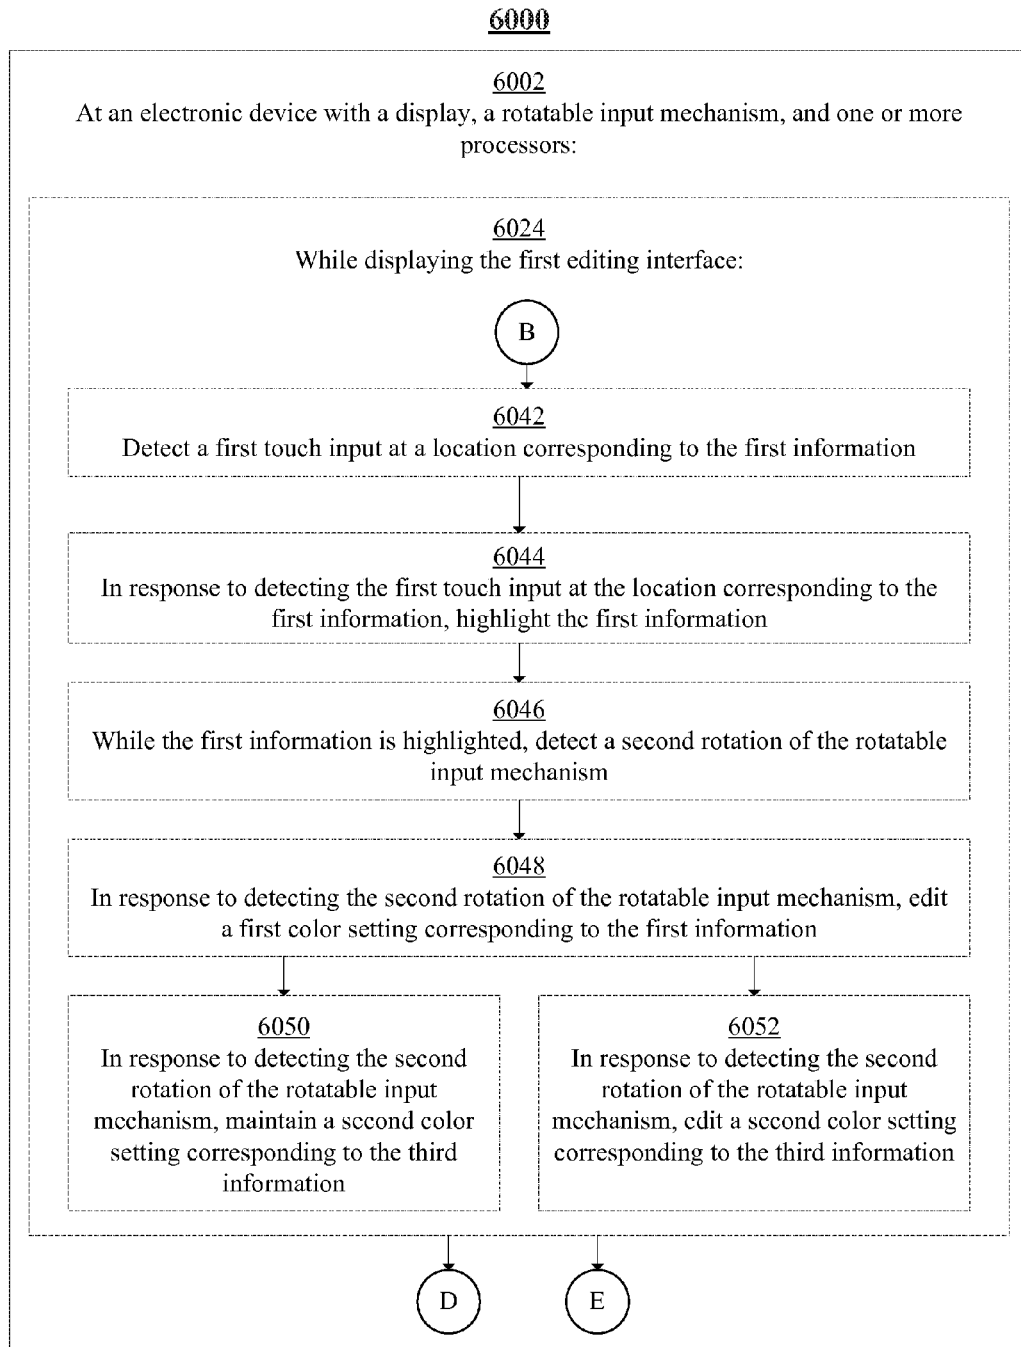 6000
6002
At an electronic device with a display, a rotatable input mechanism, and one or more
processors:
6024
While displaying the first editing interface:
B
6042
Detect a first touch input at a location corresponding to the first information
6044
In response to detecting the first touch input at the location corresponding to the
first information, highlight the first information
6046
While the first information is highlighted, detect a second rotation of the rotatable
input mechanism
6048
In response to detecting the second rotation of the rotatable input mechanism, edit
a first color setting corresponding to the first information
6050
In response to detecting the second
rotation of the rotatable input
mechanism, maintain a second color
setting corresponding to the third
information
6052
In response to detecting the second
rotation of the rotatable input
mechanism, edit a second color setting
corresponding to the third information
D
E